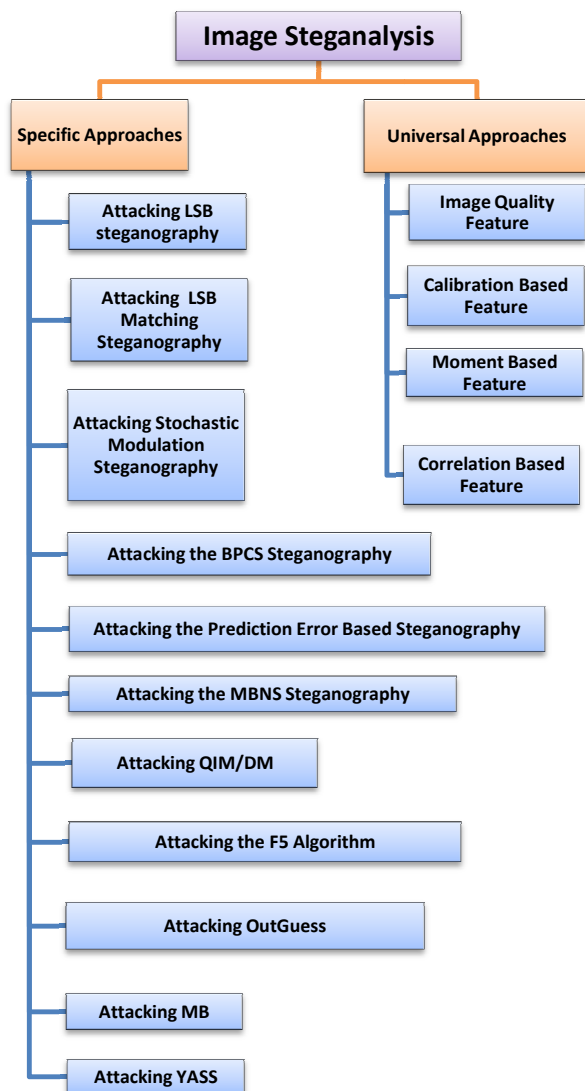 Image Steganalysis
Specific Approaches
Universal Approaches
Attacking LSB
steganography
Attacking LSB
Matching
Steganography
Attacking Stochastic
Modulation
Steganography
Attacking the BPCS Steganography
Attacking the Prediction Error Based Steganography
Attacking the MBNS Steganography
Attacking QIM/DM
Attacking the F5 Algorithm
Attacking OutGuess
Attacking MB
Attacking YASS
Image Quality
Feature
Calibration Based
Feature
Moment Based
Feature
Correlation Based
Feature